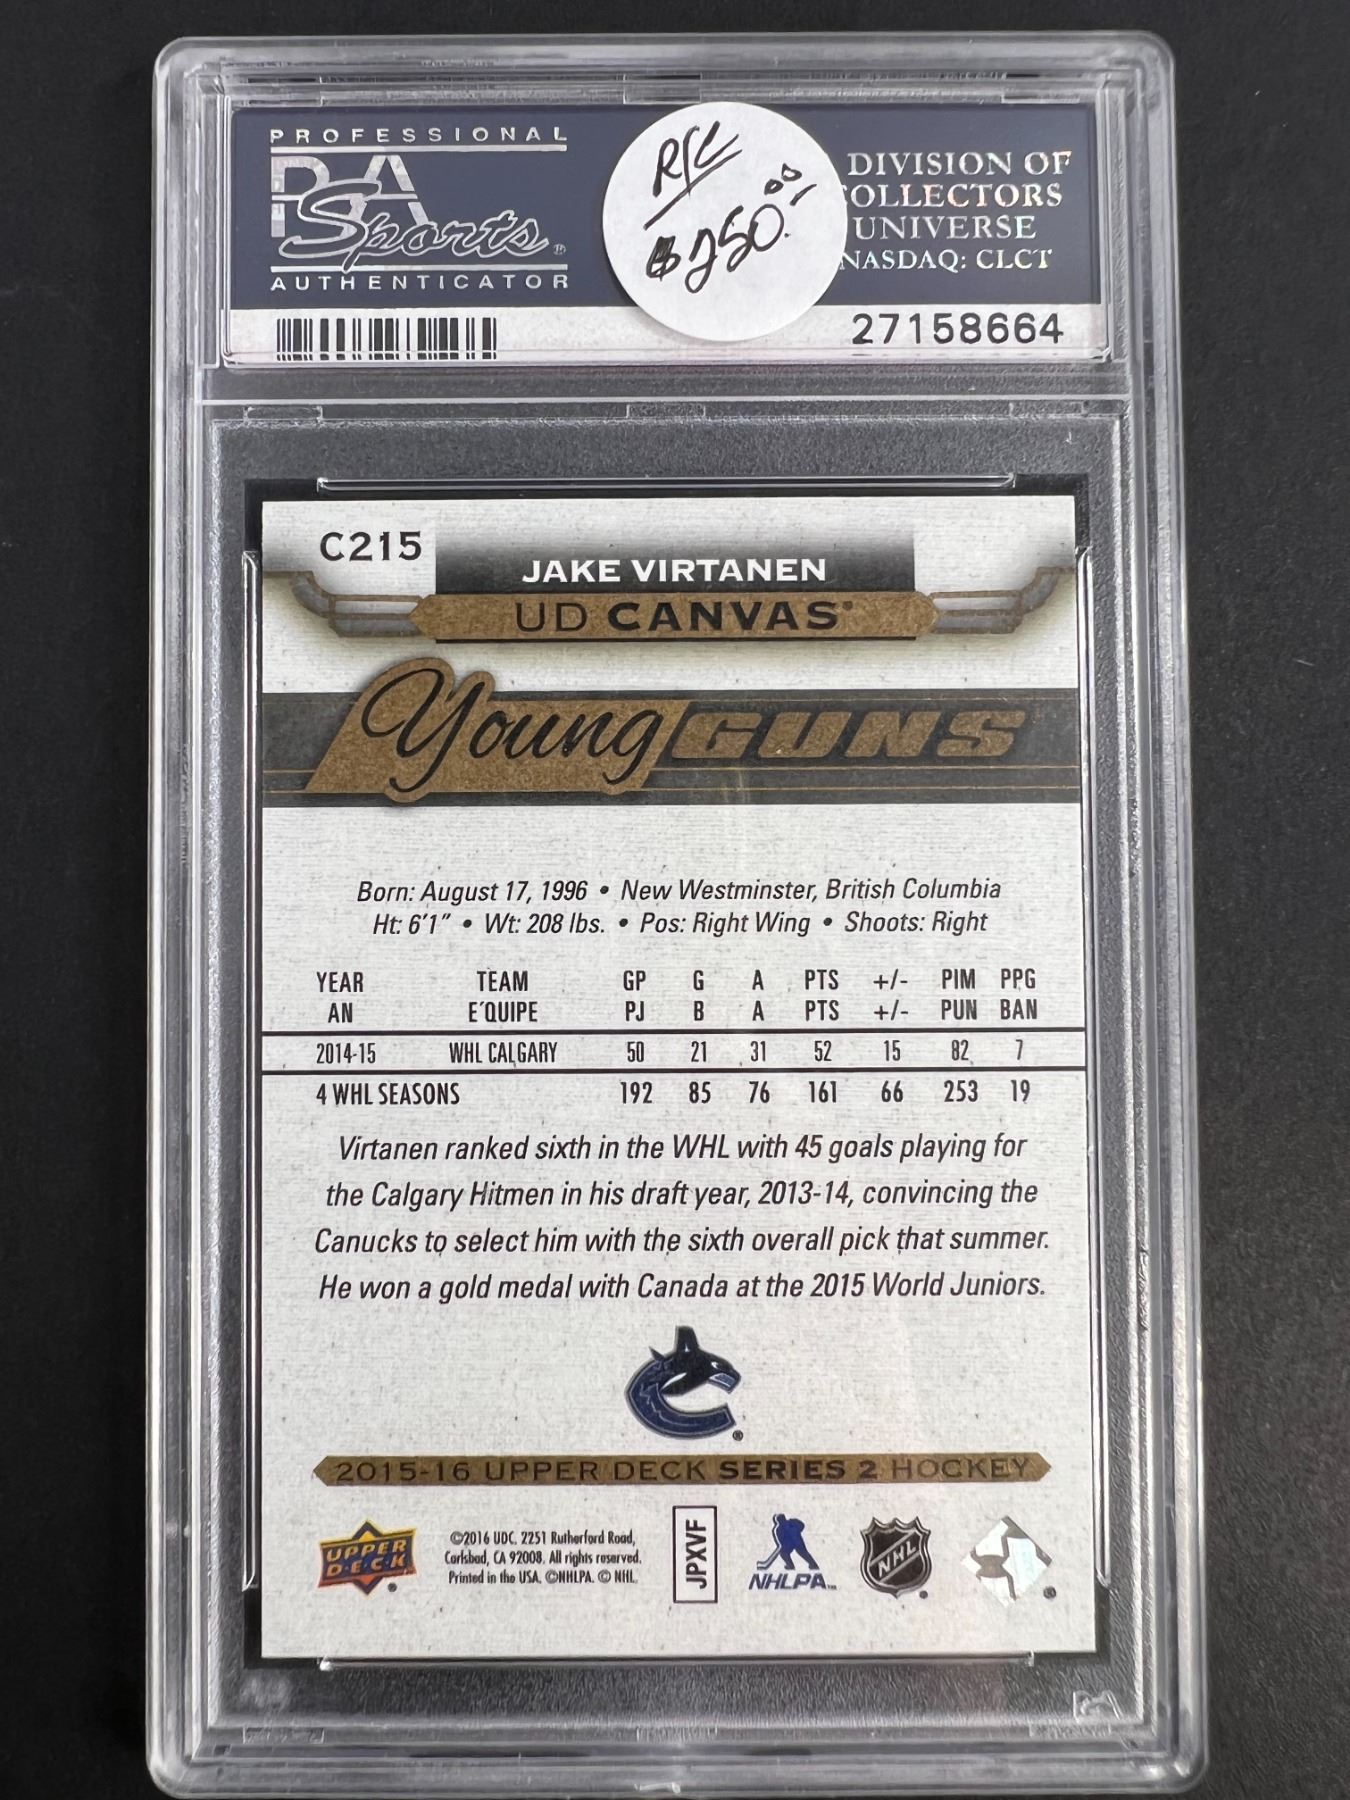 PROFESSIONAL
PSA
Sports®
AUTHENTICATOR
R/C
$250.00
DIVISION OF
COLLECTORS
UNIVERSE
NASDAQ: CLCT
27158664
C215
JAKE VIRTANEN
UD CANVAS®
Young GUNS
Born: August 17, 1996 • New Westminster, British Columbia
Ht: 6'1" • Wt: 208 lbs. • Pos: Right Wing • Shoots: Right
YEAR TEAM GP G A PTS +/- PIM PPG
AN E´QUIPE PJ B A PTS +/- PUN BAN
2014-15 WHL CALGARY 50 21 31 52 15 82 7
4 WHL SEASONS 192 85 76 161 66 253 19
Virtanen ranked sixth in the WHL with 45 goals playing for
the Calgary Hitmen in his draft year, 2013-14, convincing the
Canucks to select him with the sixth overall pick that summer.
He won a gold medal with Canada at the 2015 World Juniors.
®
2015-16 UPPER DECK SERIES 2 HOCKEY
UPPER
DECK®
©2016 UDC. 2251 Rutherford Road,
Carlsbad, CA 92008. All rights reserved.
Printed in the USA. ©NHLPA. © NHL.
JPXVF
NHLPA™
NHL®
®